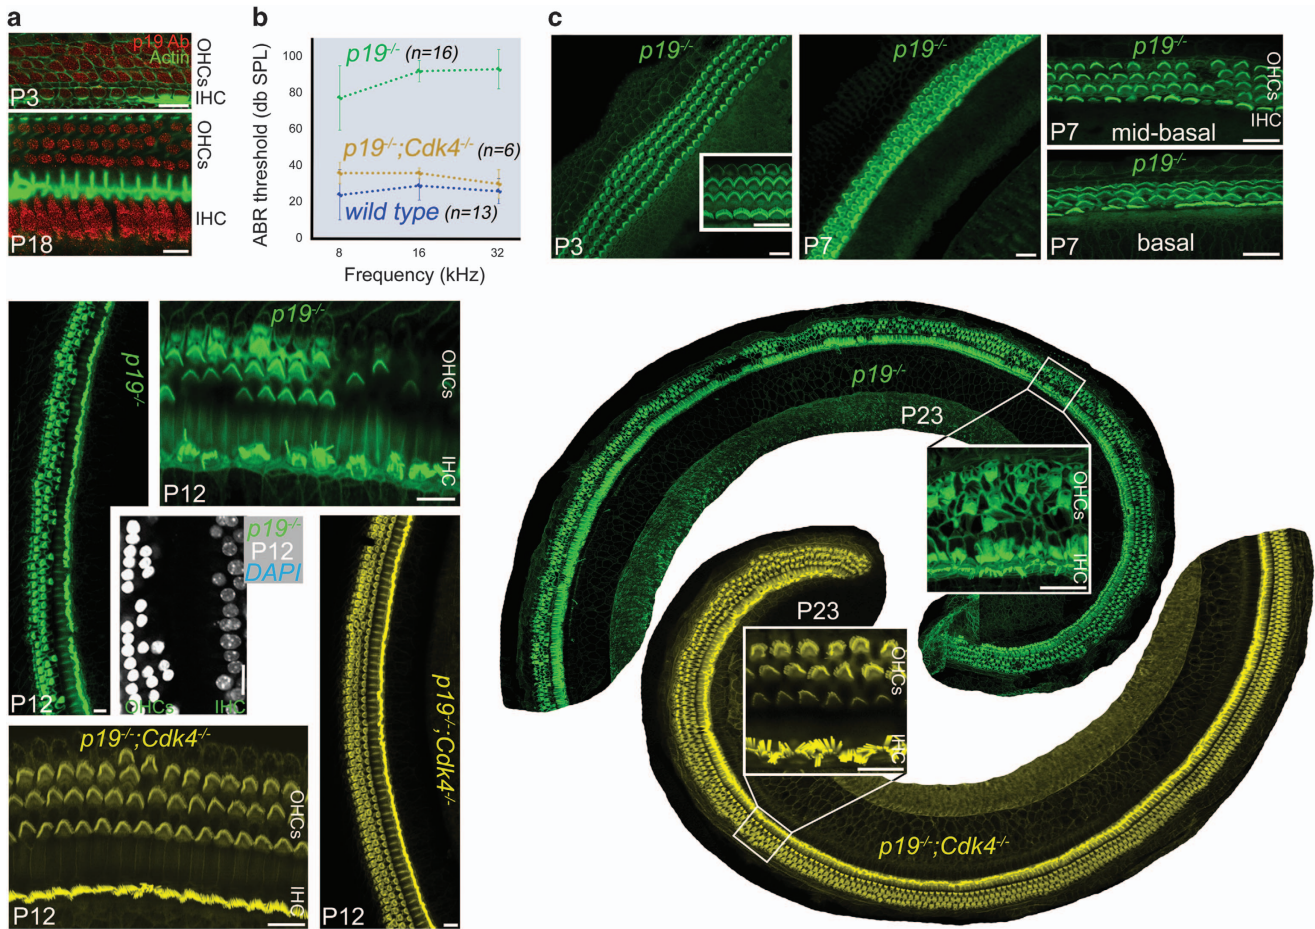 a
p19 Ab
Actin
OHCs
IHC
P3
OHCs
IHC
P18
b
ABR threshold (db SPL)
100
80
60
40
20
0
p19-/- (n=16)
p19-/-;Cdk4-/- (n=6)
wild type (n=13)
8
16
32
Frequency (kHz)
c
p19-/-
P3
p19-/-
P7
p19-/-
OHCs
IHC
P7
mid-basal
p19-/-
P7
basal
p19-/-
P12
p19-/-
OHCs
IHC
P12
p19-/-
P12
DAPI
OHCs
IHC
p19-/-;Cdk4-/-
OHCs
IHC
P12
p19-/-;Cdk4-/-
P12
p19-/-
P23
OHCs
IHC
P23
OHCs
IHC
p19-/-;Cdk4-/-